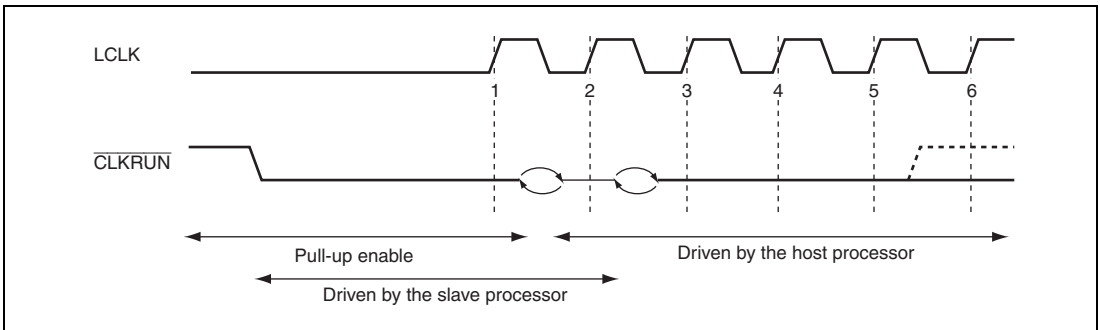 LCLK
1 2 3 4 5 6
CLKRUN
Pull-up enable
Driven by the host processor
Driven by the slave processor